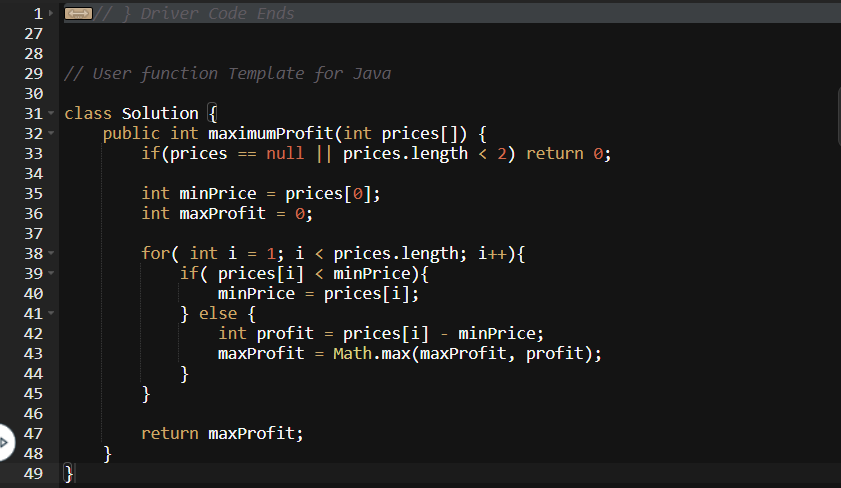 1 // } Driver Code Ends
27
28
29 // User function Template for Java
30
31 class Solution {
32 public int maximumProfit(int prices[]) {
33 if(prices == null || prices.length < 2) return 0;
34
35 int minPrice = prices[0];
36 int maxProfit = 0;
37
38 for( int i = 1; i < prices.length; i++){
39 if( prices[i] < minPrice){
40 minPrice = prices[i];
41 } else {
42 int profit = prices[i] - minPrice;
43 maxProfit = Math.max(maxProfit, profit);
44 }
45 }
46
47 return maxProfit;
48 }
49 }